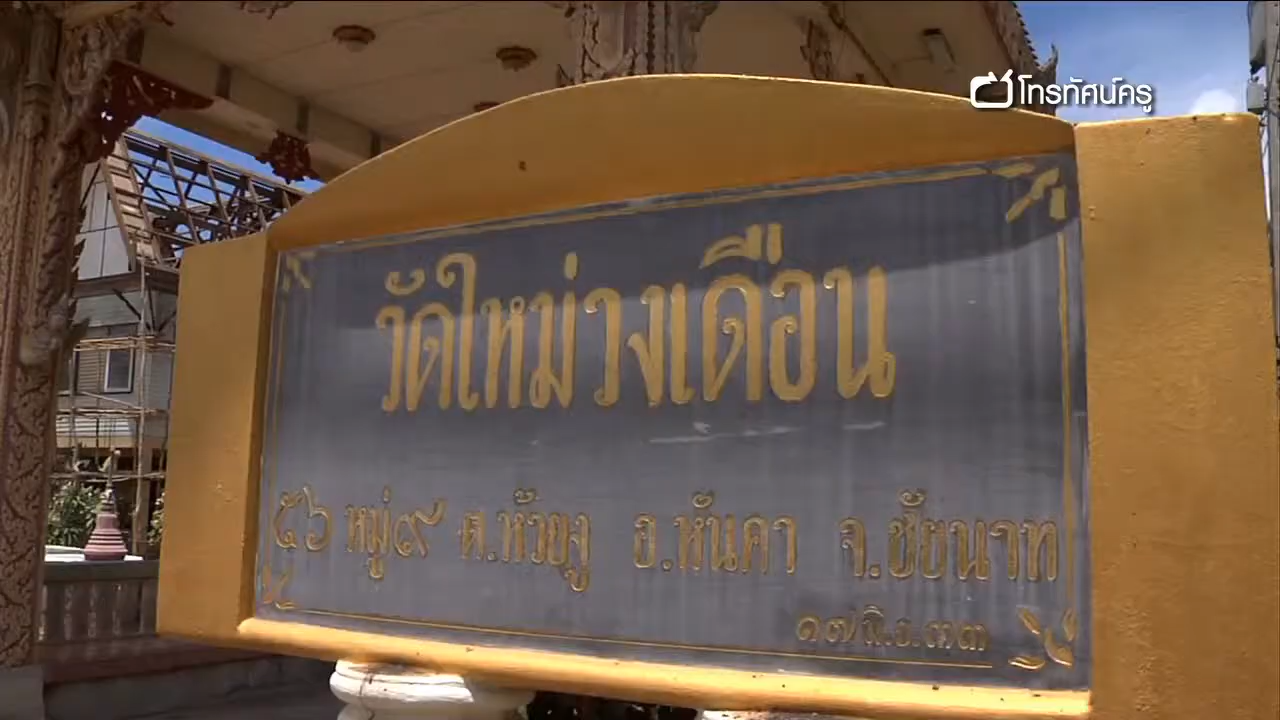 โทรทัศน์ครู
วัดใหม่วงเดือน
๕๖ หมู่๙ ต.ห้วยงู อ.หันคา จ.ชัยนาท
๑๗ มิ.ย. ๓๓